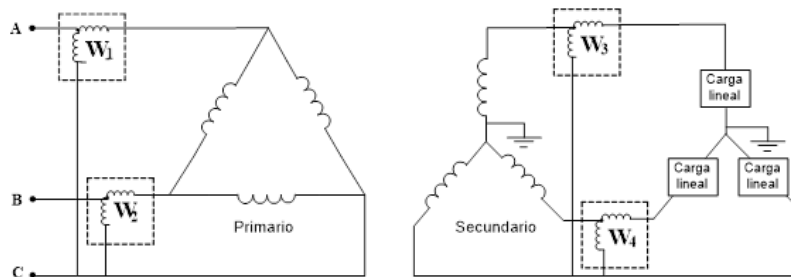 A
W1
B
W2
Primario
C
W3
Carga
lineal
Carga
lineal
Carga
lineal
Secundario
W4